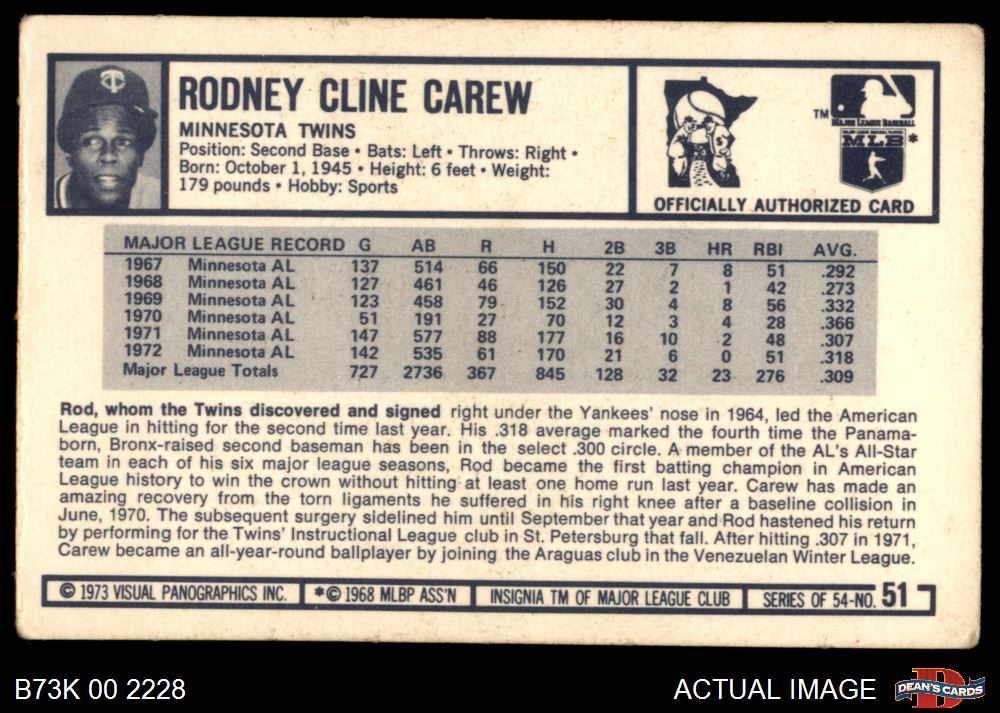 RODNEY CLINE CAREW
MINNESOTA TWINS
Position: Second Base • Bats: Left • Throws: Right •
Born: October 1, 1945 • Height: 6 feet • Weight:
179 pounds • Hobby: Sports
TM
MAJOR LEAGUE BASEBALL
MAJOR LEAGUE BASEBALL PLAYERS
MLB *
OFFICIALLY AUTHORIZED CARD
MAJOR LEAGUE RECORD G AB R H 2B 3B HR RBI AVG.
1967 Minnesota AL 137 514 66 150 22 7 8 51 .292
1968 Minnesota AL 127 461 46 126 27 2 1 42 .273
1969 Minnesota AL 123 458 79 152 30 4 8 56 .332
1970 Minnesota AL 51 191 27 70 12 3 4 28 .366
1971 Minnesota AL 147 577 88 177 16 10 2 48 .307
1972 Minnesota AL 142 535 61 170 21 6 0 51 .318
Major League Totals 727 2736 367 845 128 32 23 276 .309
Rod, whom the Twins discovered and signed right under the Yankees' nose in 1964, led the American
League in hitting for the second time last year. His .318 average marked the fourth time the Panama-
born, Bronx-raised second baseman has been in the select .300 circle. A member of the AL's All-Star
team in each of his six major league seasons, Rod became the first batting champion in American
League history to win the crown without hitting at least one home run last year. Carew has made an
amazing recovery from the torn ligaments he suffered in his right knee after a baseline collision in
June, 1970. The subsequent surgery sidelined him until September that year and Rod hastened his return
by performing for the Twins' Instructional League club in St. Petersburg that fall. After hitting .307 in 1971,
Carew became an all-year-round ballplayer by joining the Araguas club in the Venezuelan Winter League.
© 1973 VISUAL PANOGRAPHICS INC. *© 1968 MLBP ASS'N INSIGNIA TM OF MAJOR LEAGUE CLUB SERIES OF 54-NO. 51
B73K 00 2228
ACTUAL IMAGE
DEAN'S CARDS